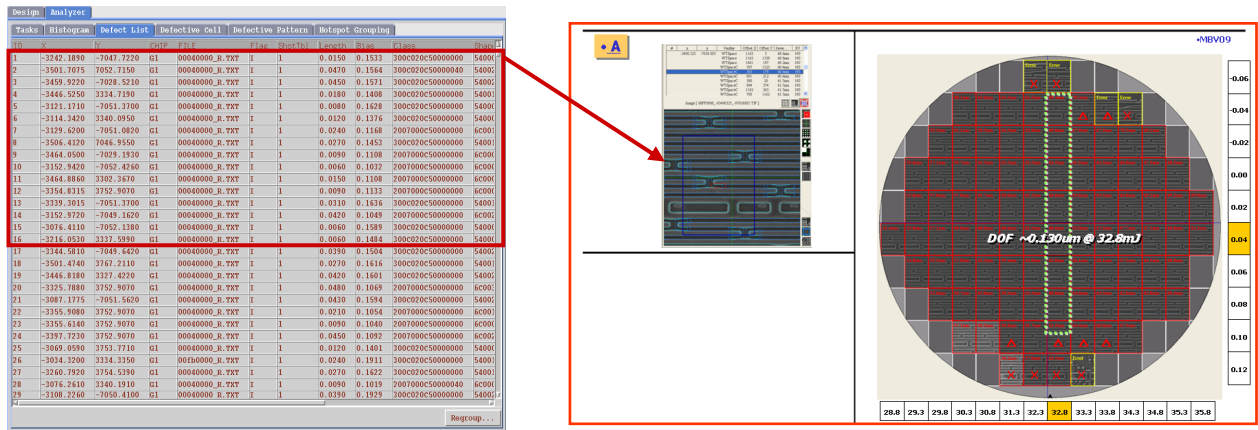 Design Analyzer
Tasks Histogram Defect List Defective Cell Defective Pattern Hotspot Grouping
ID X Y CHIP FILE Flag ShotTbl Length Bias Class Shape
1 -3242.1890 -7047.7220 G1 00040000_R.TXT I 1 0.0150 0.1533 300c020c50000000
2 -3501.7075 7052.7150 G1 00040000_R.TXT I 1 0.0470 0.1564 300c020c50000040
3 -3459.9220 -7028.5210 G1 00040000_R.TXT I 1 0.0450 0.1571 300c020c50000000
4 -3446.5250 3334.7190 G1 00040000_R.TXT I 1 0.0180 0.1408 300c020c50000000
5 -3121.1710 -7051.3700 G1 00040000_R.TXT I 1 0.0080 0.1628 300c020c50000000
6 -3114.3420 3340.0950 G1 00040000_R.TXT I 1 0.0120 0.1376 300c020c50000000
7 -3129.6200 -7051.0820 G1 00040000_R.TXT I 1 0.0240 0.1168 2007000c50000000
8 -3506.4120 7046.9550 G1 00040000_R.TXT I 1 0.0270 0.1453 300c020c50000000
9 -3464.0500 -7029.1930 G1 00040000_R.TXT I 1 0.0090 0.1108 2007000c50000000
10 -3152.9420 -7052.4260 G1 00040000_R.TXT I 1 0.0060 0.1032 2007000c50000000
11 -3464.8860 3302.3670 G1 00040000_R.TXT I 1 0.0150 0.1108 2007000c50000000
12 -3354.8315 3752.9070 G1 00040000_R.TXT I 1 0.0090 0.1133 2007000c50000000
13 -3339.3015 -7051.3700 G1 00040000_R.TXT I 1 0.0310 0.1636 300c020c50000000
14 -3152.9720 -7049.1620 G1 00040000_R.TXT I 1 0.0420 0.1049 2007000c50000000
15 -3076.4110 -7052.1380 G1 00040000_R.TXT I 1 0.0060 0.1589 300c020c50000000
16 -3216.0530 3337.5990 G1 00040000_R.TXT I 1 0.0060 0.1484 300c020c50000000
17 -3344.5810 -7049.6420 G1 00040000_R.TXT I 1 0.0390 0.1504 300c020c50000000
18 -3501.4740 3767.2110 G1 00040000_R.TXT I 1 0.0270 0.1616 300c020c50000000
19 -3446.8180 3327.4220 G1 00040000_R.TXT I 1 0.0420 0.1601 300c020c50000000
20 -3325.7880 3752.9070 G1 00040000_R.TXT I 1 0.0480 0.1069 2007000c50000000
21 -3087.1775 -7051.5620 G1 00040000_R.TXT I 1 0.0430 0.1594 300c020c50000000
22 -3355.9080 3752.9070 G1 00040000_R.TXT I 1 0.0210 0.1054 2007000c50000000
23 -3355.6140 3752.9070 G1 00040000_R.TXT I 1 0.0090 0.1040 2007000c50000000
24 -3397.7230 3752.9070 G1 00040000_R.TXT I 1 0.0450 0.1092 2007000c50000000
25 -3069.0590 3753.7710 G1 00040000_R.TXT I 1 0.0120 0.1401 300c020c50000000
26 -3034.3200 3334.3350 G1 00fb0000_R.TXT I 1 0.0240 0.1911 300c020c50000000
27 -3260.7920 3754.5390 G1 00040000_R.TXT I 1 0.0270 0.1622 300c020c50000000
28 -3076.2610 3340.1910 G1 00040000_R.TXT I 1 0.0090 0.1019 2007000c50000040
29 -3108.2260 -7050.4100 G1 00040000_R.TXT I 1 0.0390 0.1929 300c020c50000000
Regroup...
• A
•MBV09
Error Error
Error Error
DOF ~0.130um @ 32.8mJ
Error
-0.06
-0.04
-0.02
0.00
0.02
0.04
0.06
0.08
0.10
0.12
28.8 29.3 29.8 30.3 30.8 31.3 32.3 32.8 33.3 33.8 34.3 34.8 35.3 35.8